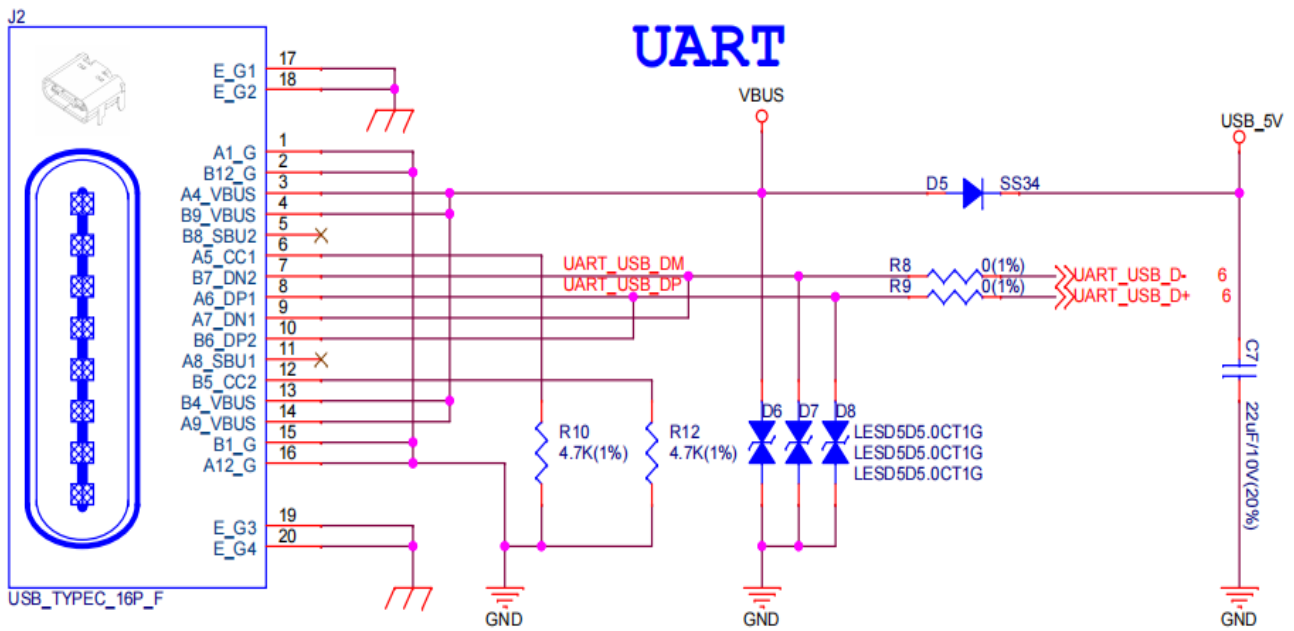 J2
UART
E_G1 17
E_G2 18
VBUS
USB_5V
A1_G 1
B12_G 2
A4_VBUS 3
B9_VBUS 4
B8_SBU2 5
A5_CC1 6
B7_DN2 7
A6_DP1 8
A7_DN1 9
B6_DP2 10
A8_SBU1 11
B5_CC2 12
B4_VBUS 13
A9_VBUS 14
B1_G 15
A12_G 16
E_G3 19
E_G4 20
USB_TYPEC_16P_F
D5 SS34
UART_USB_DM
UART_USB_DP
R8 0(1%) UART_USB_D- 6
R9 0(1%) UART_USB_D+ 6
C7
22uF/10V(20%)
R10
4.7K(1%)
R12
4.7K(1%)
D6 D7 D8
LESD5D5.0CT1G
LESD5D5.0CT1G
LESD5D5.0CT1G
GND
GND
GND